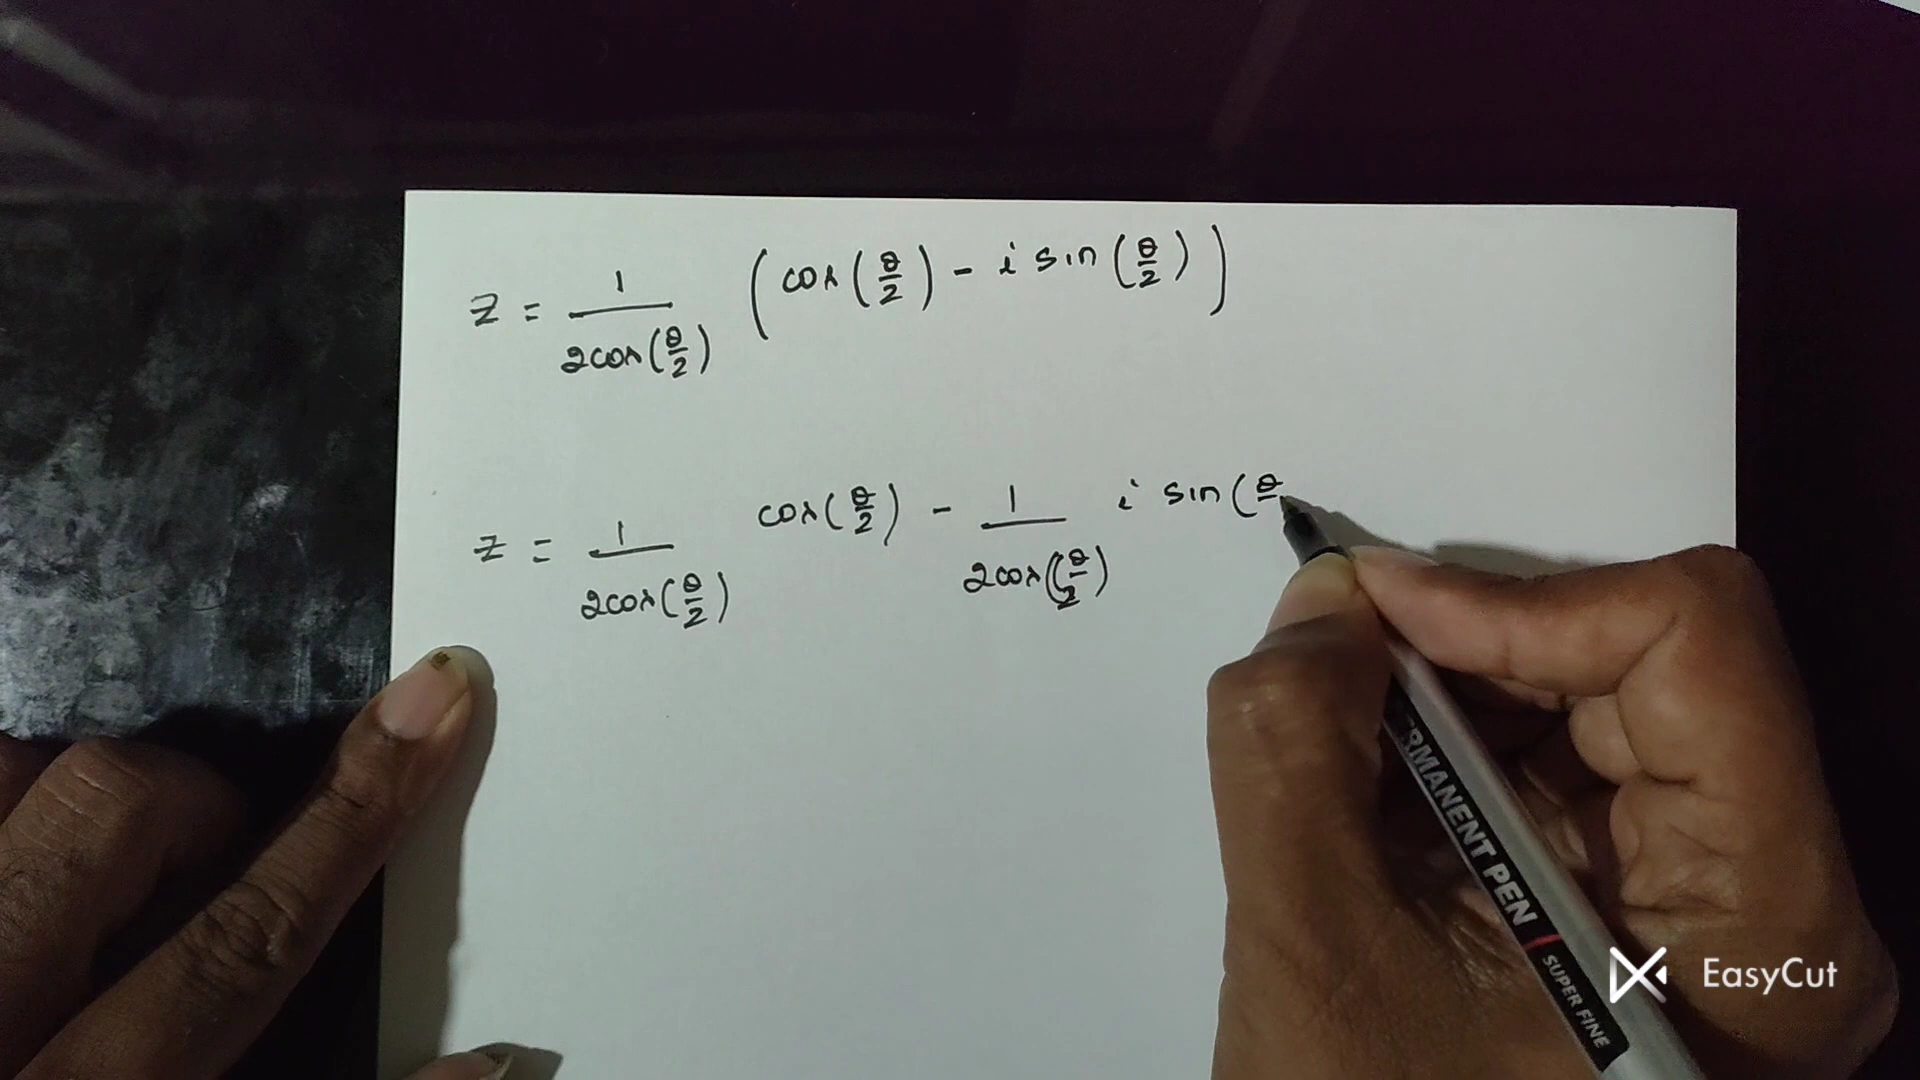 z = 1/2cos(θ/2) (cos(θ/2) - i sin(θ/2))
z = 1/2cos(θ/2) cos(θ/2) - 1/2cos(θ/2) i sin(θ
PERMANENT PEN SUPER FINE
EasyCut